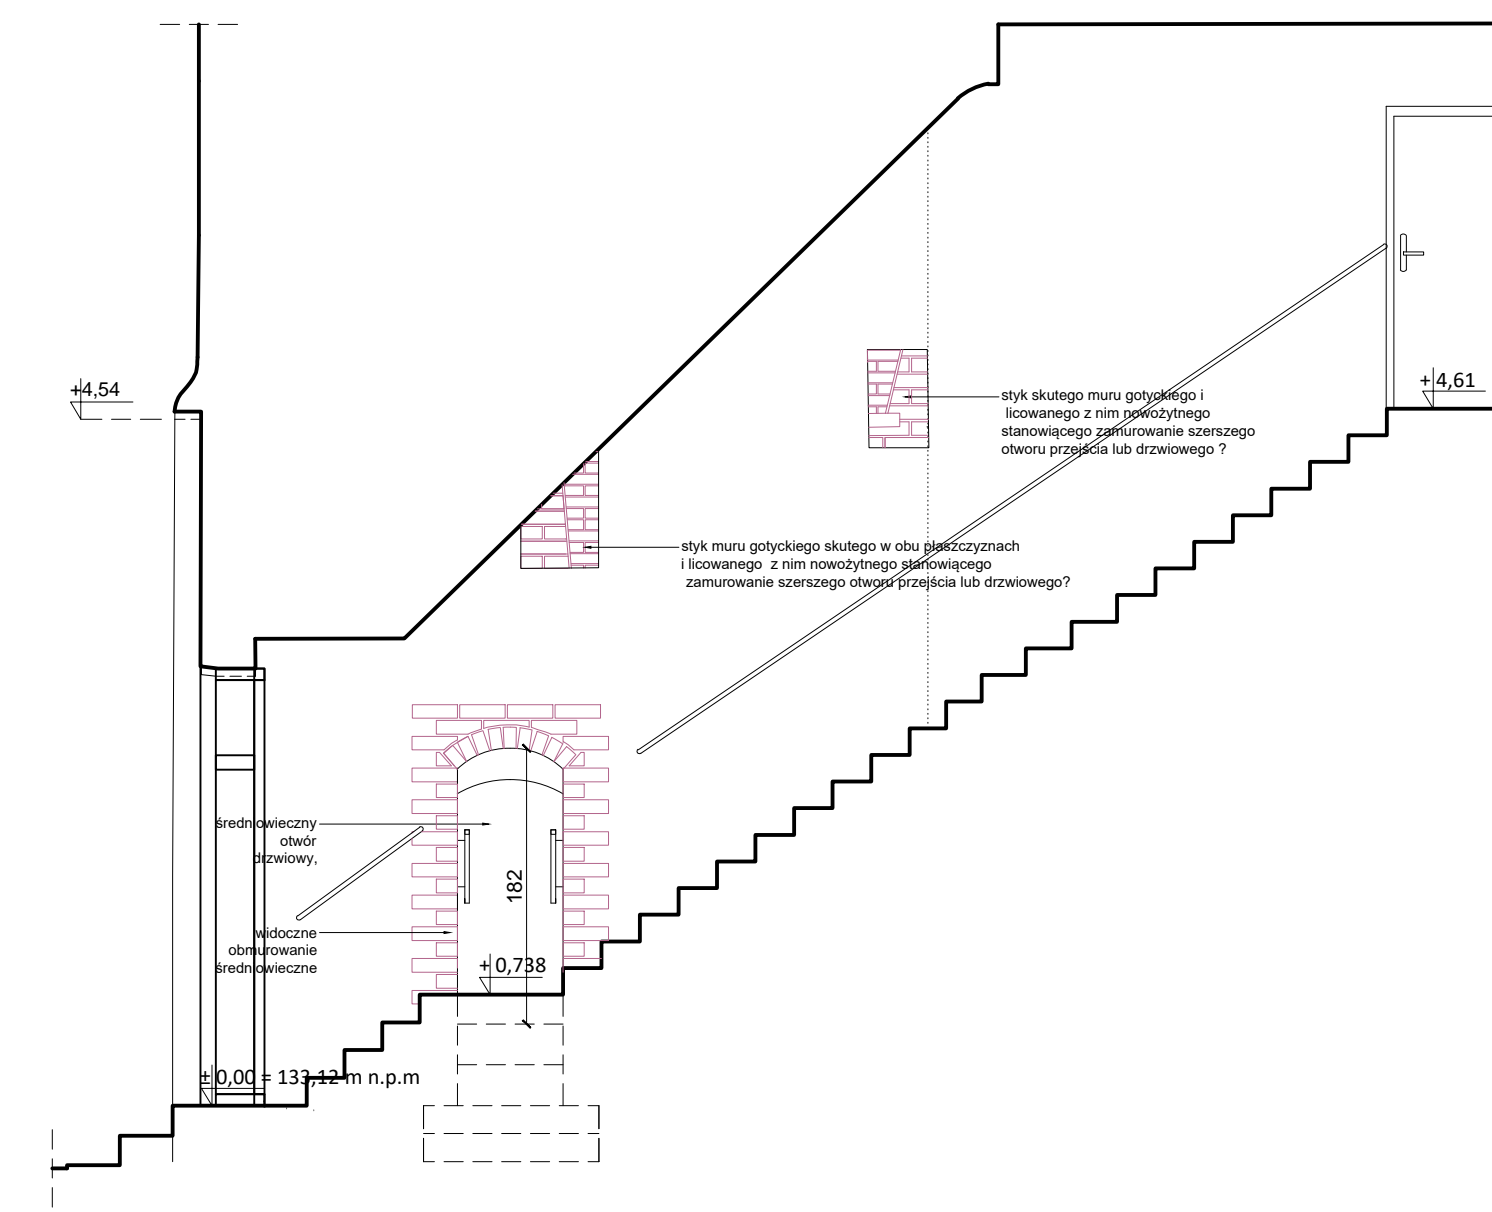 +4,54
+4,61
styk skutego muru gotyckiego i
licowanego z nim nowożytnego
stanowiącego zamurowanie szerszego
otworu przejścia lub drzwiowego ?
styk muru gotyckiego skutego w obu płaszczyznach
i licowanego z nim nowożytnego stanowiącego
zamurowanie szerszego otworu przejścia lub drzwiowego?
średniowieczny
otwór
drzwiowy,
182
widoczne
obmurowanie
średniowieczne
+ 0,738
± 0,00 = 133,12 m n.p.m